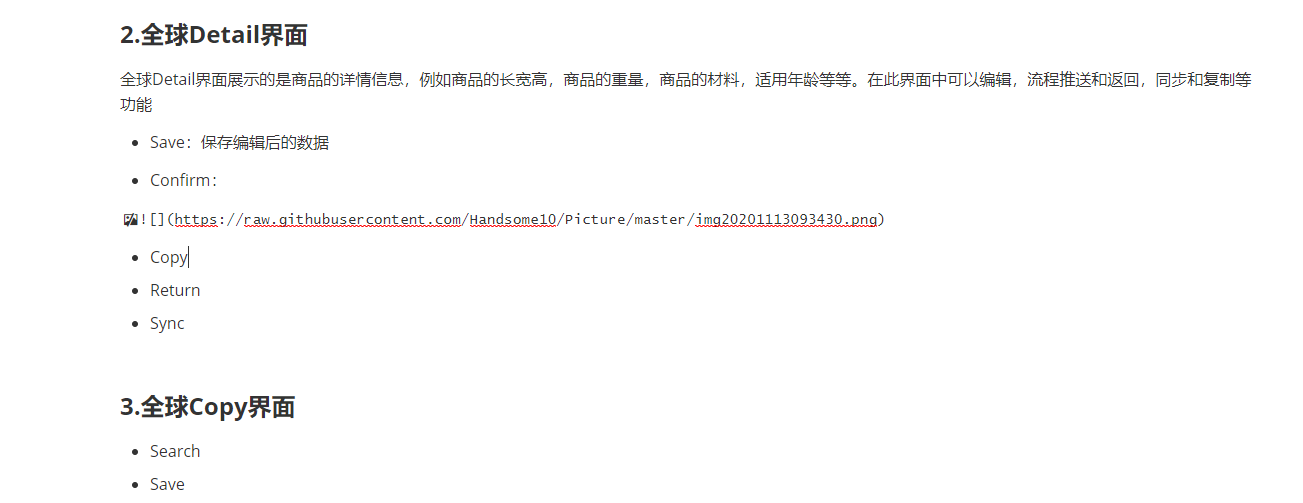 2.全球Detail界面
全球Detail界面展示的是商品的详情信息，例如商品的长宽高，商品的重量，商品的材料，适用年龄等等。在此界面中可以编辑，流程推送和返回，同步和复制等
功能
Save：保存编辑后的数据
Confirm：
![](https://raw.githubusercontent.com/Handsome10/Picture/master/img20201113093430.png)
Copy
Return
Sync
3.全球Copy界面
Search
Save